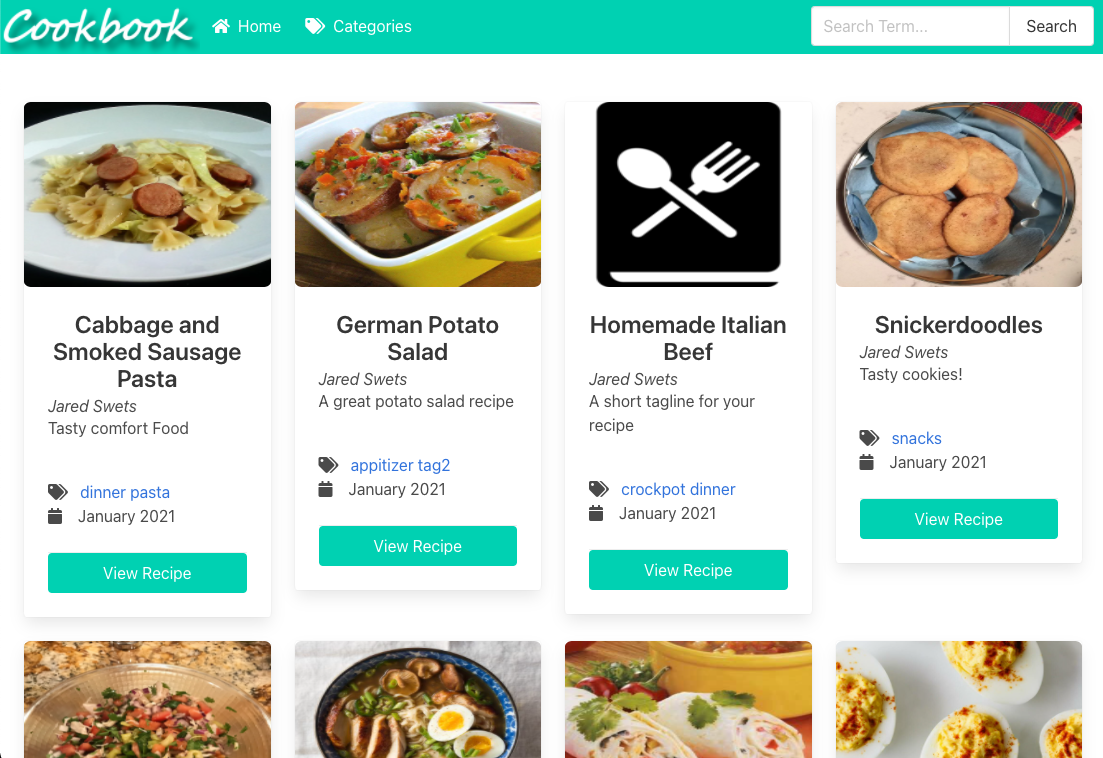 Cookbook Home Categories Search Term... Search
Cabbage and
Smoked Sausage
Pasta
Jared Swets
Tasty comfort Food
dinner pasta
January 2021
View Recipe
German Potato
Salad
Jared Swets
A great potato salad recipe
appitizer tag2
January 2021
View Recipe
Homemade Italian
Beef
Jared Swets
A short tagline for your
recipe
crockpot dinner
January 2021
View Recipe
Snickerdoodles
Jared Swets
Tasty cookies!
snacks
January 2021
View Recipe